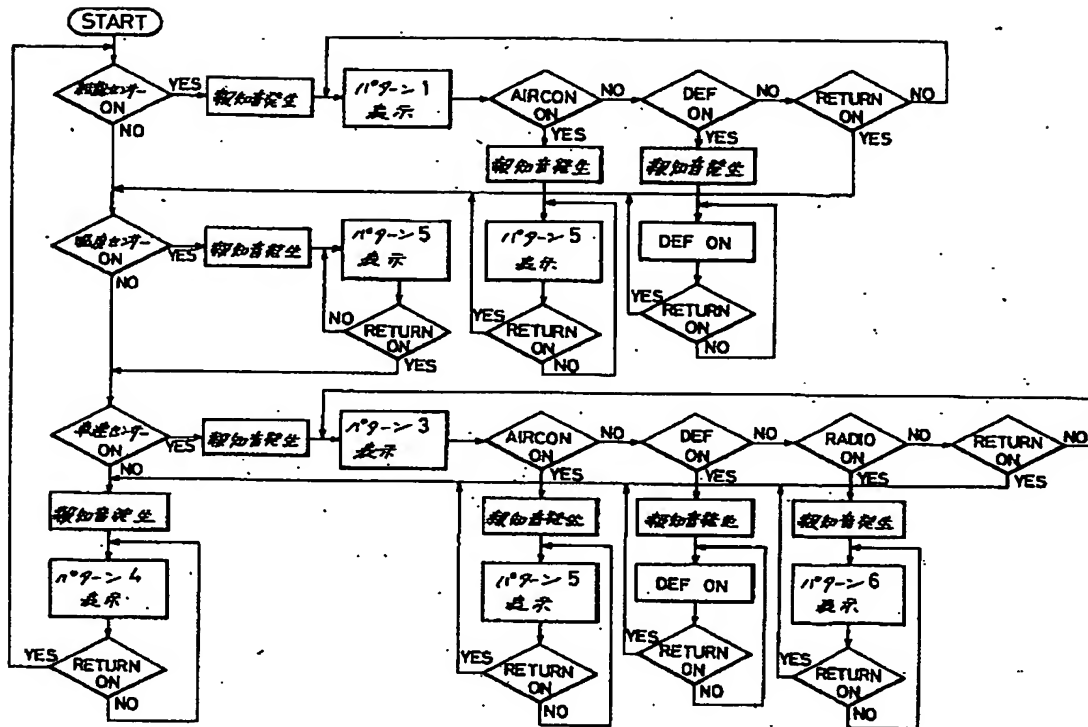 START
センサー
ON
YES
NO
報知音発生
パターン 1
表示
AIRCON
ON
NO
YES
DEF
ON
NO
YES
RETURN
ON
NO
YES
報知音発生
報知音発生
センサー
ON
YES
NO
報知音発生
パターン 5
表示
パターン 5
表示
DEF ON
NO
RETURN
ON
YES
YES
RETURN
ON
NO
YES
RETURN
ON
NO
車速センサー
ON
YES
NO
報知音発生
パターン 3
表示
AIRCON
ON
NO
YES
DEF
ON
NO
YES
RADIO
ON
NO
YES
RETURN
ON
NO
YES
報知音発生
報知音発生
報知音発生
報知音発生
パターン 4
表示
パターン 5
表示
DEF ON
パターン 6
表示
YES
RETURN
ON
NO
YES
RETURN
ON
NO
YES
RETURN
ON
NO
YES
RETURN
ON
NO